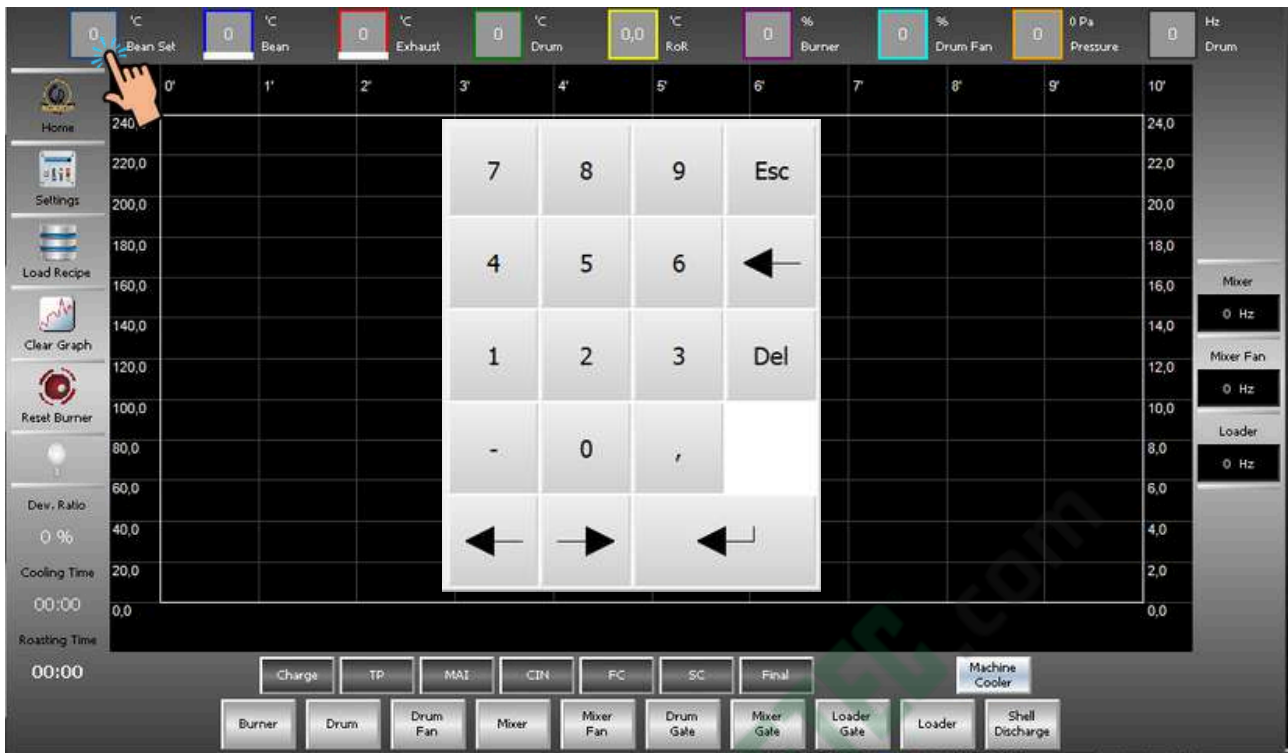 0 °C Bean Set
0 °C Bean
0 °C Exhaust
0 °C Drum
0,0 °C RoR
0 % Burner
0 % Drum Fan
0 0 Pa Pressure
0 Hz Drum
Home
Settings
Load Recipe
Clear Graph
Reset Burner
Dev. Ratio
0 %
Cooling Time
00:00
Roasting Time
00:00
0' 1' 2' 3' 4' 5' 6' 7' 8' 9' 10'
220,0
200,0
180,0
160,0
140,0
120,0
100,0
80,0
60,0
40,0
20,0
0,0
7 8 9 Esc
4 5 6
1 2 3 Del
- 0 ,
24,0
22,0
20,0
18,0
16,0
14,0
12,0
10,0
8,0
6,0
4,0
2,0
0,0
Mixer
0 Hz
Mixer Fan
0 Hz
Loader
0 Hz
Charge TP MAI CIN FC SC Final
Machine
Cooler
Burner
Drum
Drum
Fan
Mixer
Mixer
Fan
Drum
Gate
Mixer
Gate
Loader
Gate
Loader
Shell
Discharge
.com